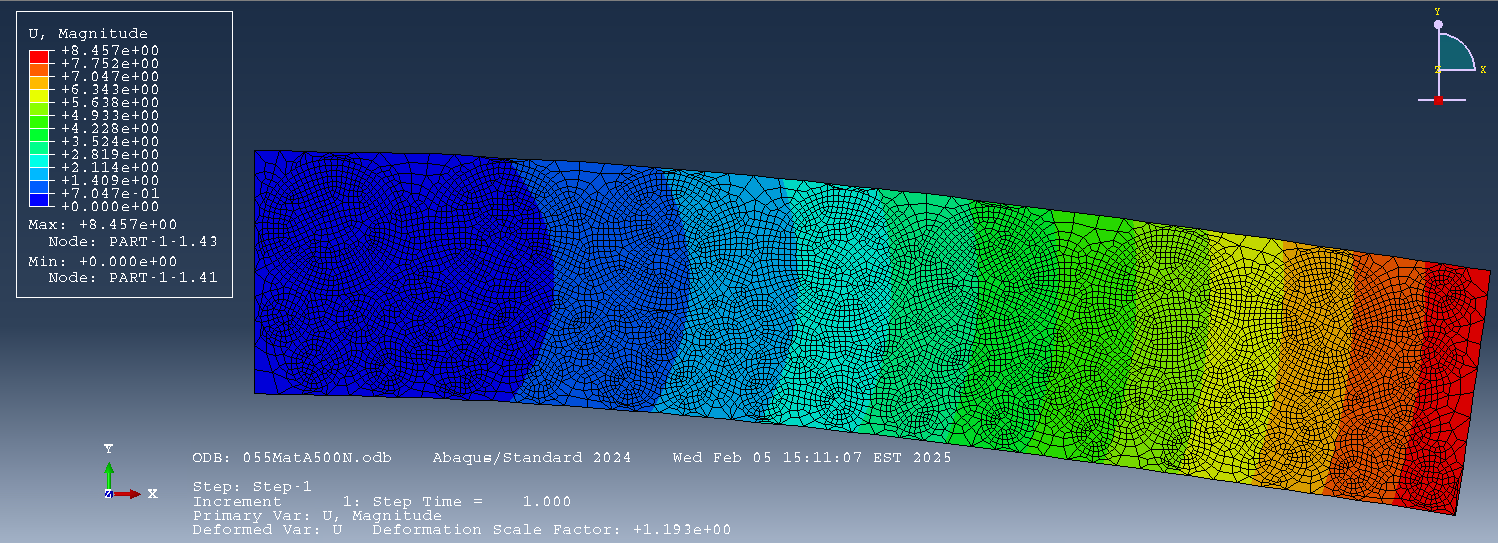 U, Magnitude
+8.457e+00
+7.752e+00
+7.047e+00
+6.343e+00
+5.638e+00
+4.933e+00
+4.228e+00
+3.524e+00
+2.819e+00
+2.114e+00
+1.409e+00
+7.047e-01
+0.000e+00
Max: +8.457e+00
Node: PART-1-1.43
Min: +0.000e+00
Node: PART-1-1.41
Y
Z X
Y
Z X
ODB: 055MatA500N.odb Abaqus/Standard 2024 Wed Feb 05 15:11:07 EST 2025
Step: Step-1
Increment 1: Step Time = 1.000
Primary Var: U, Magnitude
Deformed Var: U Deformation Scale Factor: +1.193e+00